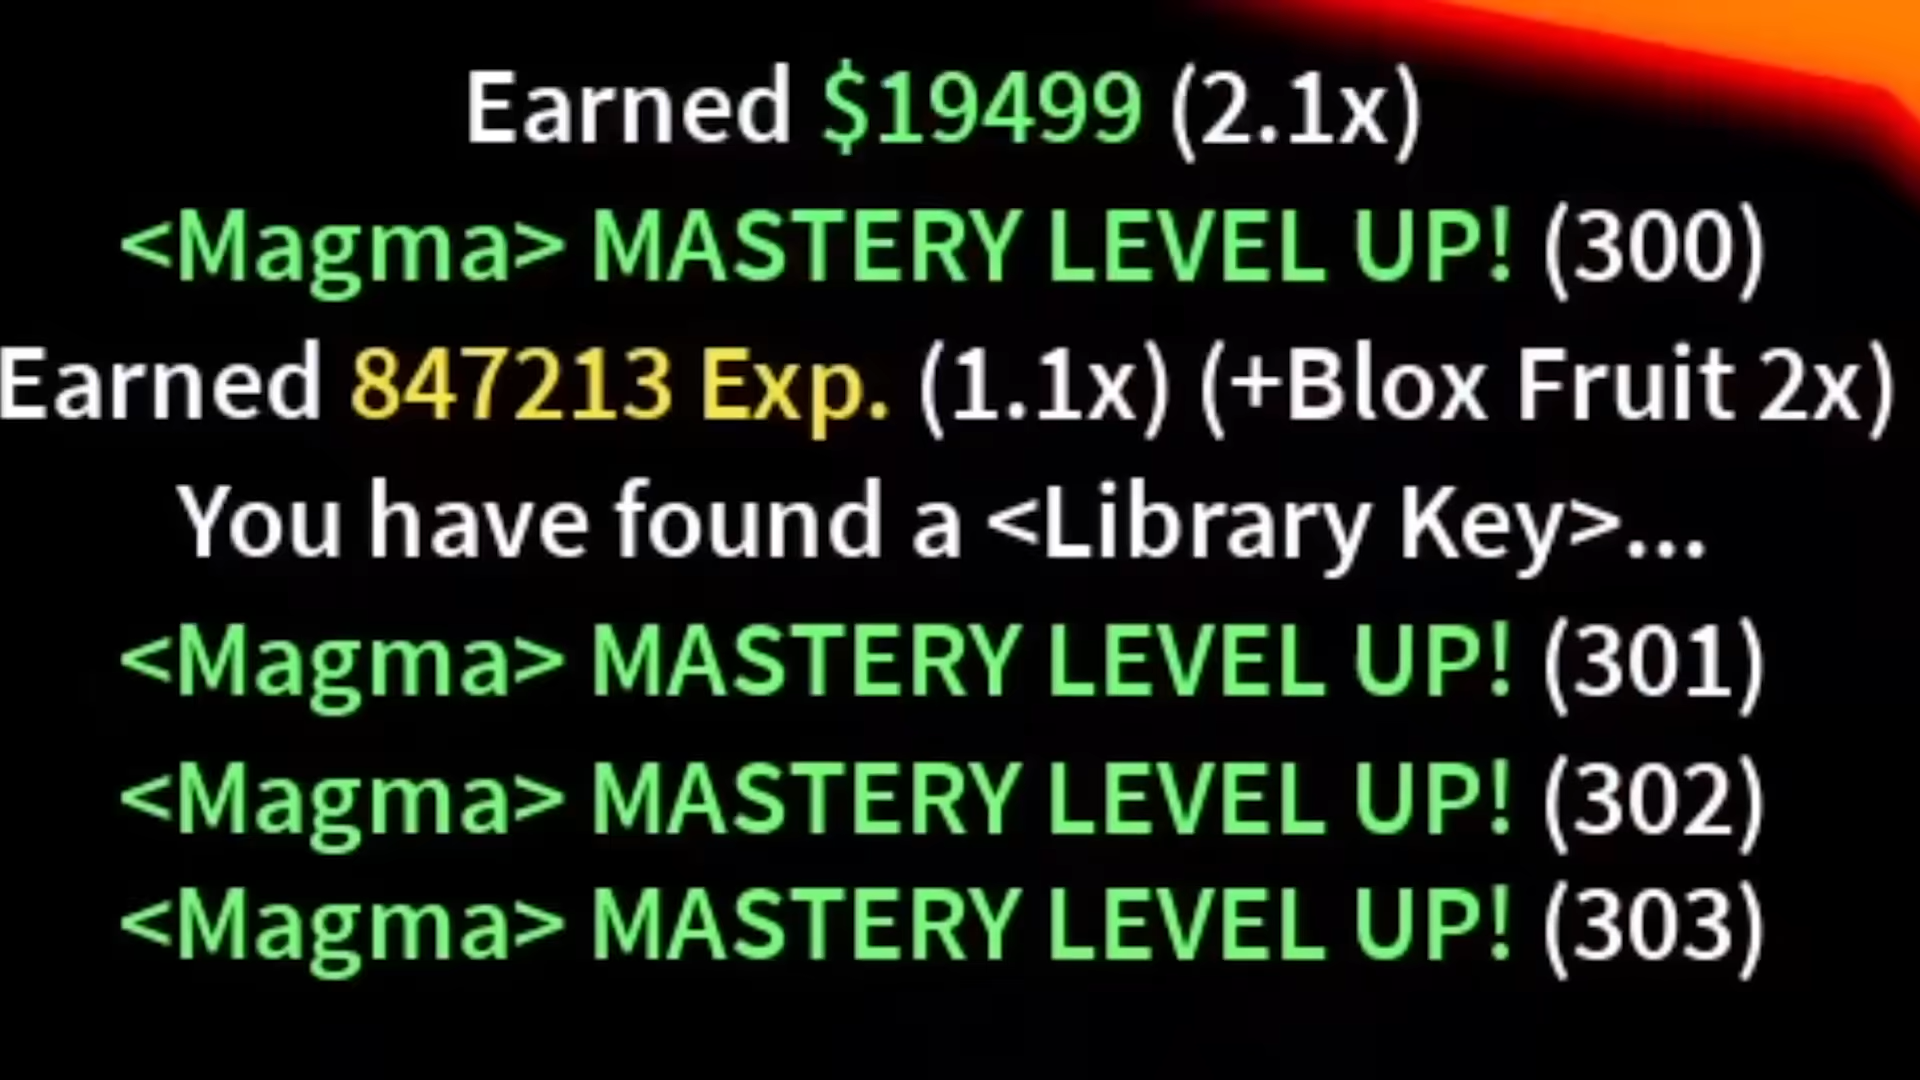 Earned $19499 (2.1x)
<Magma> MASTERY LEVEL UP! (300)
Earned 847213 Exp. (1.1x) (+Blox Fruit 2x)
You have found a <Library Key>...
<Magma> MASTERY LEVEL UP! (301)
<Magma> MASTERY LEVEL UP! (302)
<Magma> MASTERY LEVEL UP! (303)